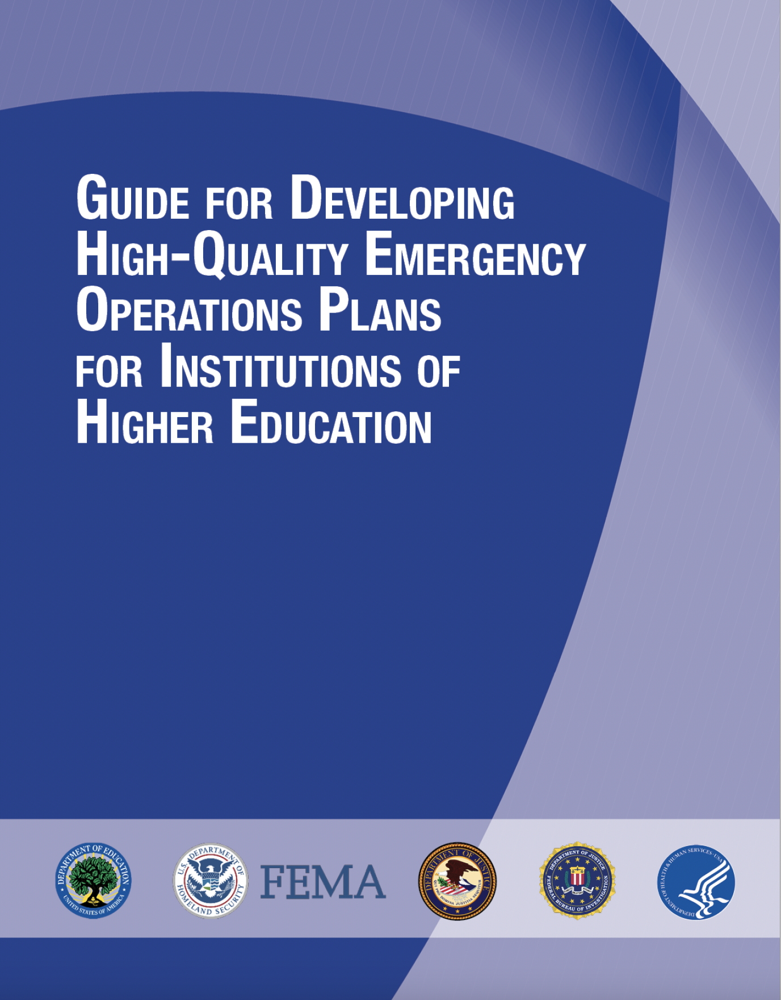 GUIDE FOR DEVELOPING
HIGH-QUALITY EMERGENCY
OPERATIONS PLANS
FOR INSTITUTIONS OF
HIGHER EDUCATION
DEPARTMENT OF EDUCATION
UNITED STATES OF AMERICA
U.S. DEPARTMENT OF
HOMELAND SECURITY
FEMA
DEPARTMENT OF JUSTICE
QUI PRO DOMINA JUSTITIA SEQUITUR
DEPARTMENT OF JUSTICE
FEDERAL BUREAU OF INVESTIGATION
DEPARTMENT OF HEALTH & HUMAN SERVICES·USA